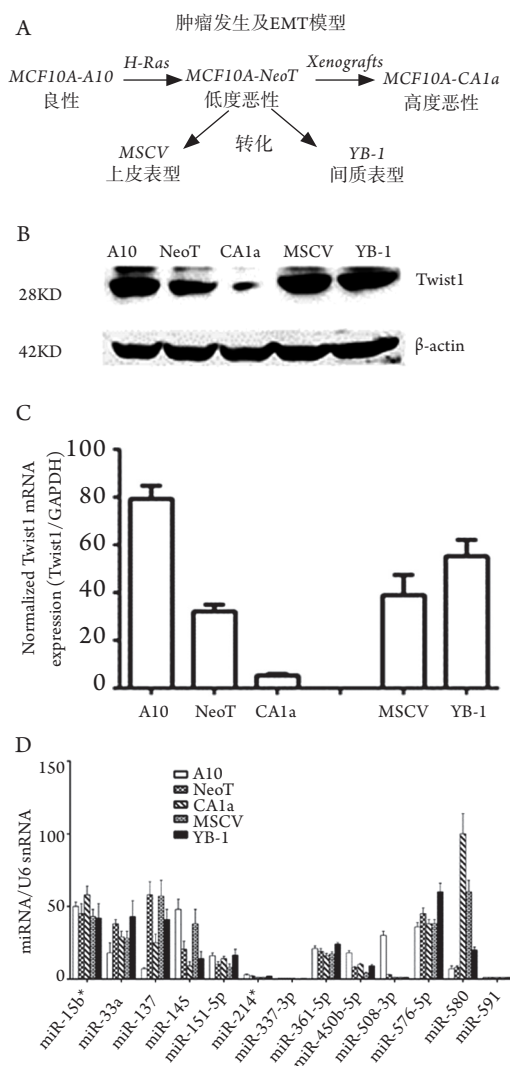 A
肿瘤发生及EMT模型
MCF10A-A10 H-Ras MCF10A-NeoT Xenografts MCF10A-CA1a
良性 低度恶性 高度恶性
MSCV 转化 YB-1
上皮表型 间质表型
B
A10 NeoT CA1a MSCV YB-1
28KD Twist1
42KD β-actin
C
Normalized Twist1 mRNA
expression (Twist1/GAPDH)
100
80
60
40
20
0
A10 NeoT CA1a MSCV YB-1
D
miRNA/U6 snRNA
150
100
50
0
A10
NeoT
CA1a
MSCV
YB-1
miR-15b*
miR-33a
miR-137
miR-145
miR-151-5p
miR-214*
miR-337-3p
miR-361-5p
miR-450b-5p
miR-508-3p
miR-576-5p
miR-580
miR-591